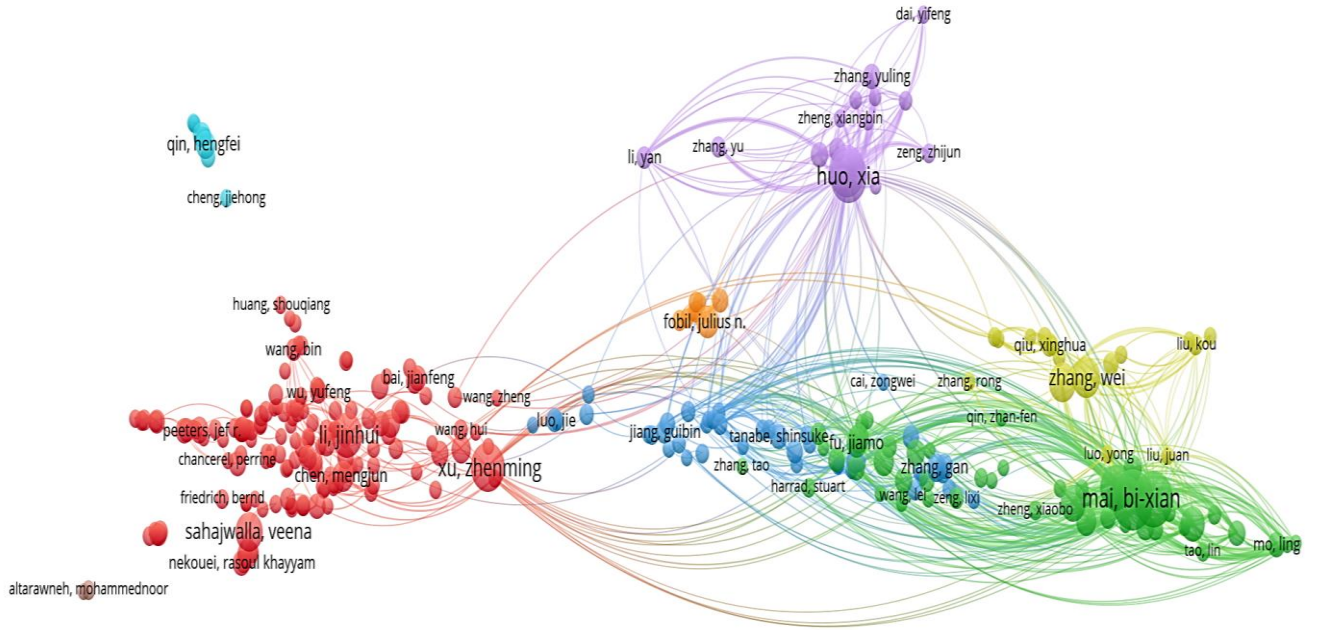 dai, yifeng
zhang, yuling
zheng, xiangbin
qin, hengfei
zhang, yu
li, yan
zeng, zhijun
huo, xia
cheng, jiehong
huang, shouqiang
fobil, julius n.
wang, bin
qiu, xinghua
liu, kou
bai, jianfeng
zhang, wei
cai, zongwei
zhang, rong
wu, yufeng
wang, zheng
luo, jie
qin, zhan-fen
peeters, jef r.
li, jinhui
wang, hui
jiang, guibin
tanabe, shinsuke
fu, jiamo
chancerel, perrine
chen, mengjun
xu, zhenming
zhang, tao
zhang, gan
luo, yong
liu, juan
harrad, stuart
friedrich, bernd
wang, lei
zeng, lixi
mai, bi-xian
zheng, xiaobo
sahajwalla, veena
tao, lin
mo, ling
nekouei, rasoul khayyam
altarawneh, mohammednoor